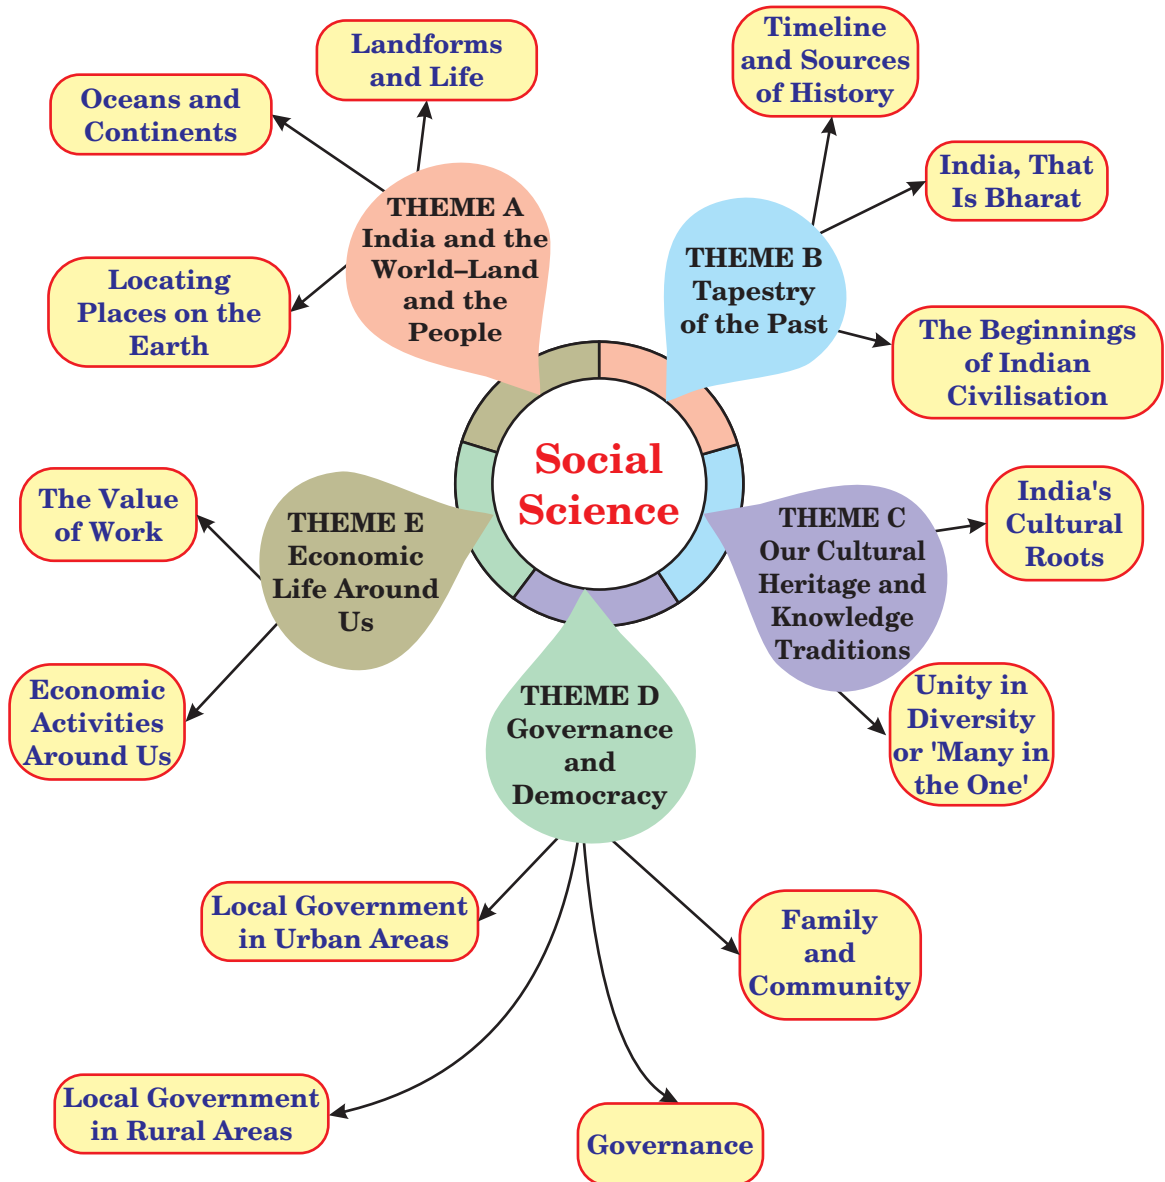 Social
Science
THEME A
India and the
World–Land
and the
People
Landforms
and Life
Oceans and
Continents
Locating
Places on the
Earth
THEME B
Tapestry
of the Past
Timeline
and Sources
of History
India, That
Is Bharat
The Beginnings
of Indian
Civilisation
THEME C
Our Cultural
Heritage and
Knowledge
Traditions
India's
Cultural
Roots
Unity in
Diversity
or 'Many in
the One'
THEME D
Governance
and
Democracy
Family
and
Community
Governance
Local Government
in Rural Areas
Local Government
in Urban Areas
THEME E
Economic
Life Around
Us
The Value
of Work
Economic
Activities
Around Us